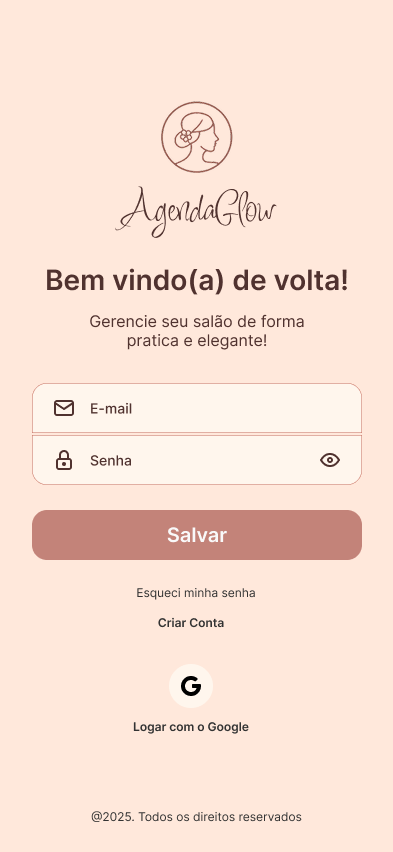 AgendaGlow
Bem vindo(a) de volta!
Gerencie seu salão de forma
pratica e elegante!
E-mail
Senha
Salvar
Esqueci minha senha
Criar Conta
G
Logar com o Google
@2025. Todos os direitos reservados